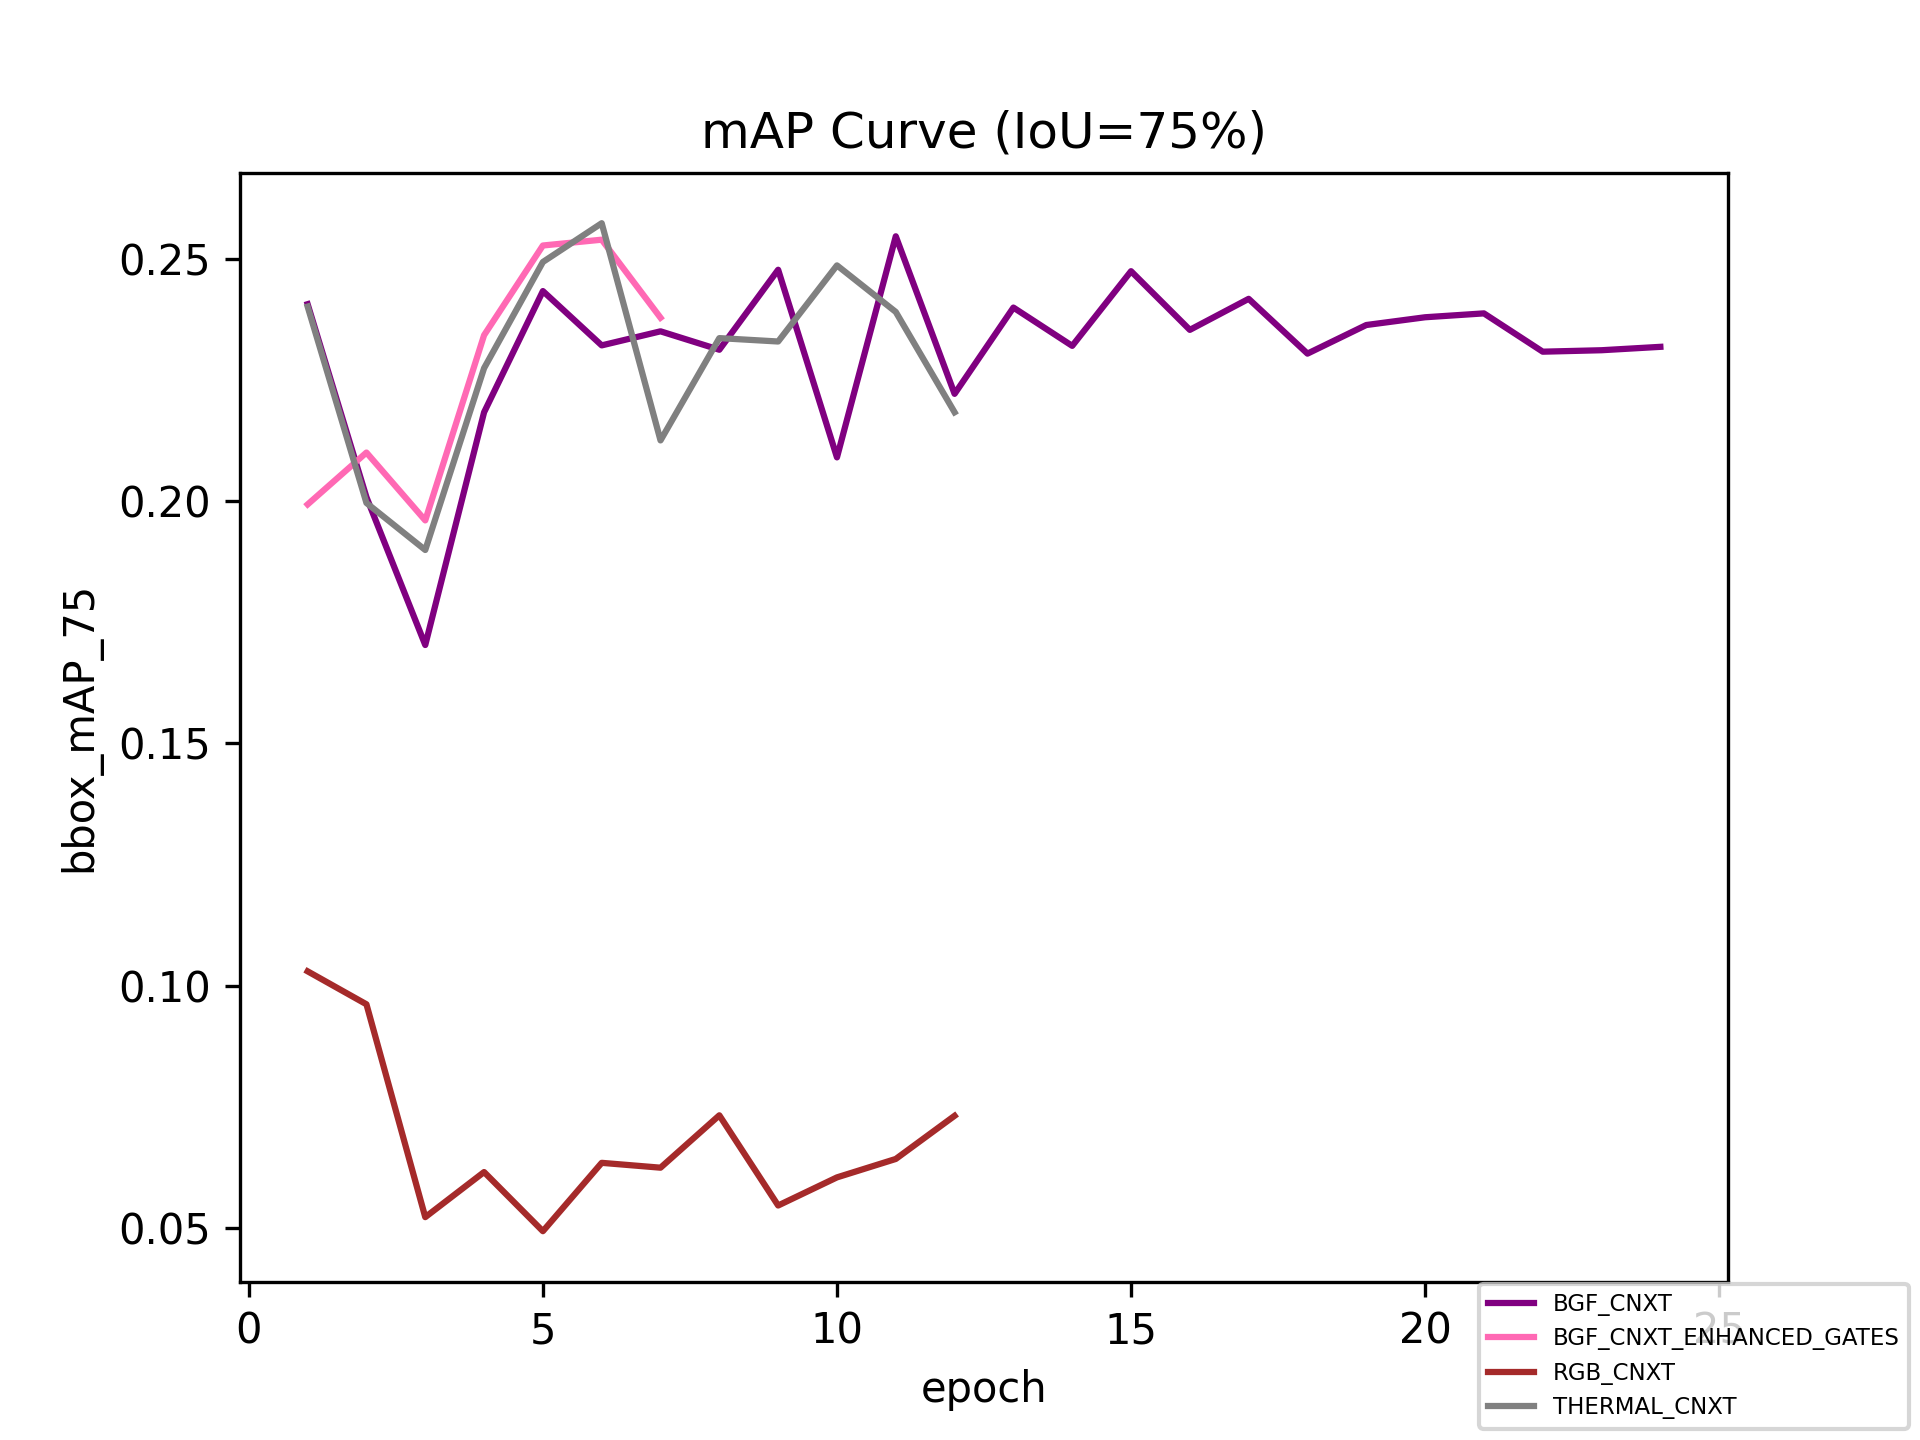 mAP Curve (IoU=75%)
bbox_mAP_75
0.25
0.20
0.15
0.10
0.05
0
5
10
15
20
25
epoch
BGF_CNXT
BGF_CNXT_ENHANCED_GATES
RGB_CNXT
THERMAL_CNXT